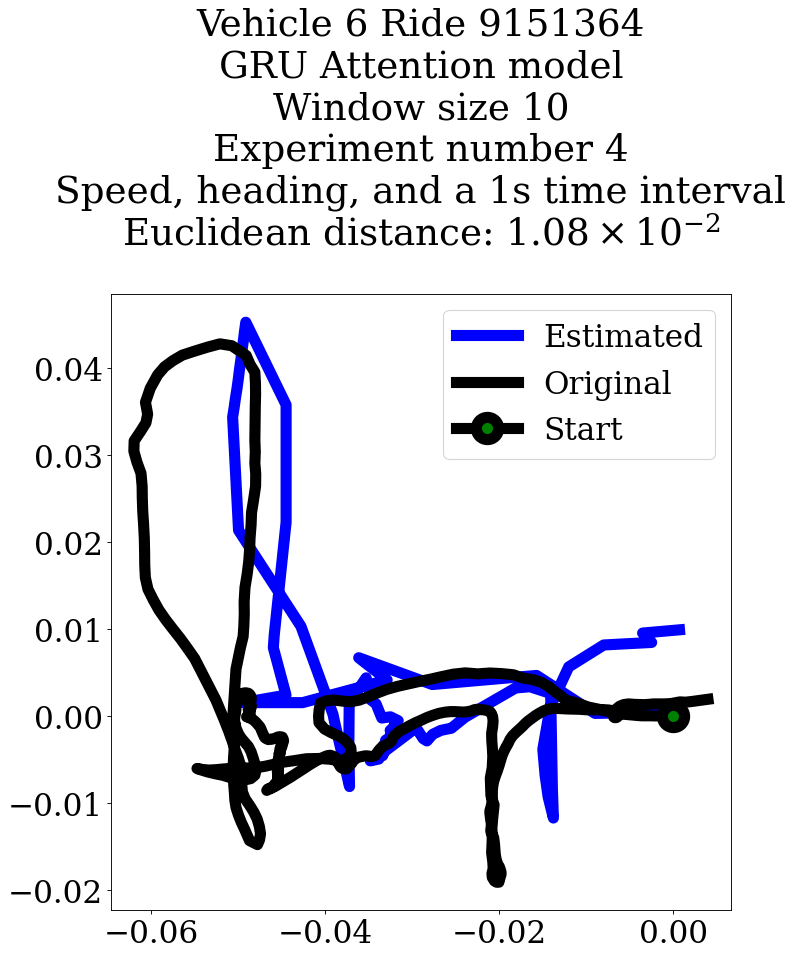 Vehicle 6 Ride 9151364
GRU Attention model
Window size 10
Experiment number 4
Speed, heading, and a 1s time interval
Euclidean distance: 1.08 × 10⁻²
Estimated
Original
Start
0.04
0.03
0.02
0.01
0.00
−0.01
−0.02
−0.06 −0.04 −0.02 0.00